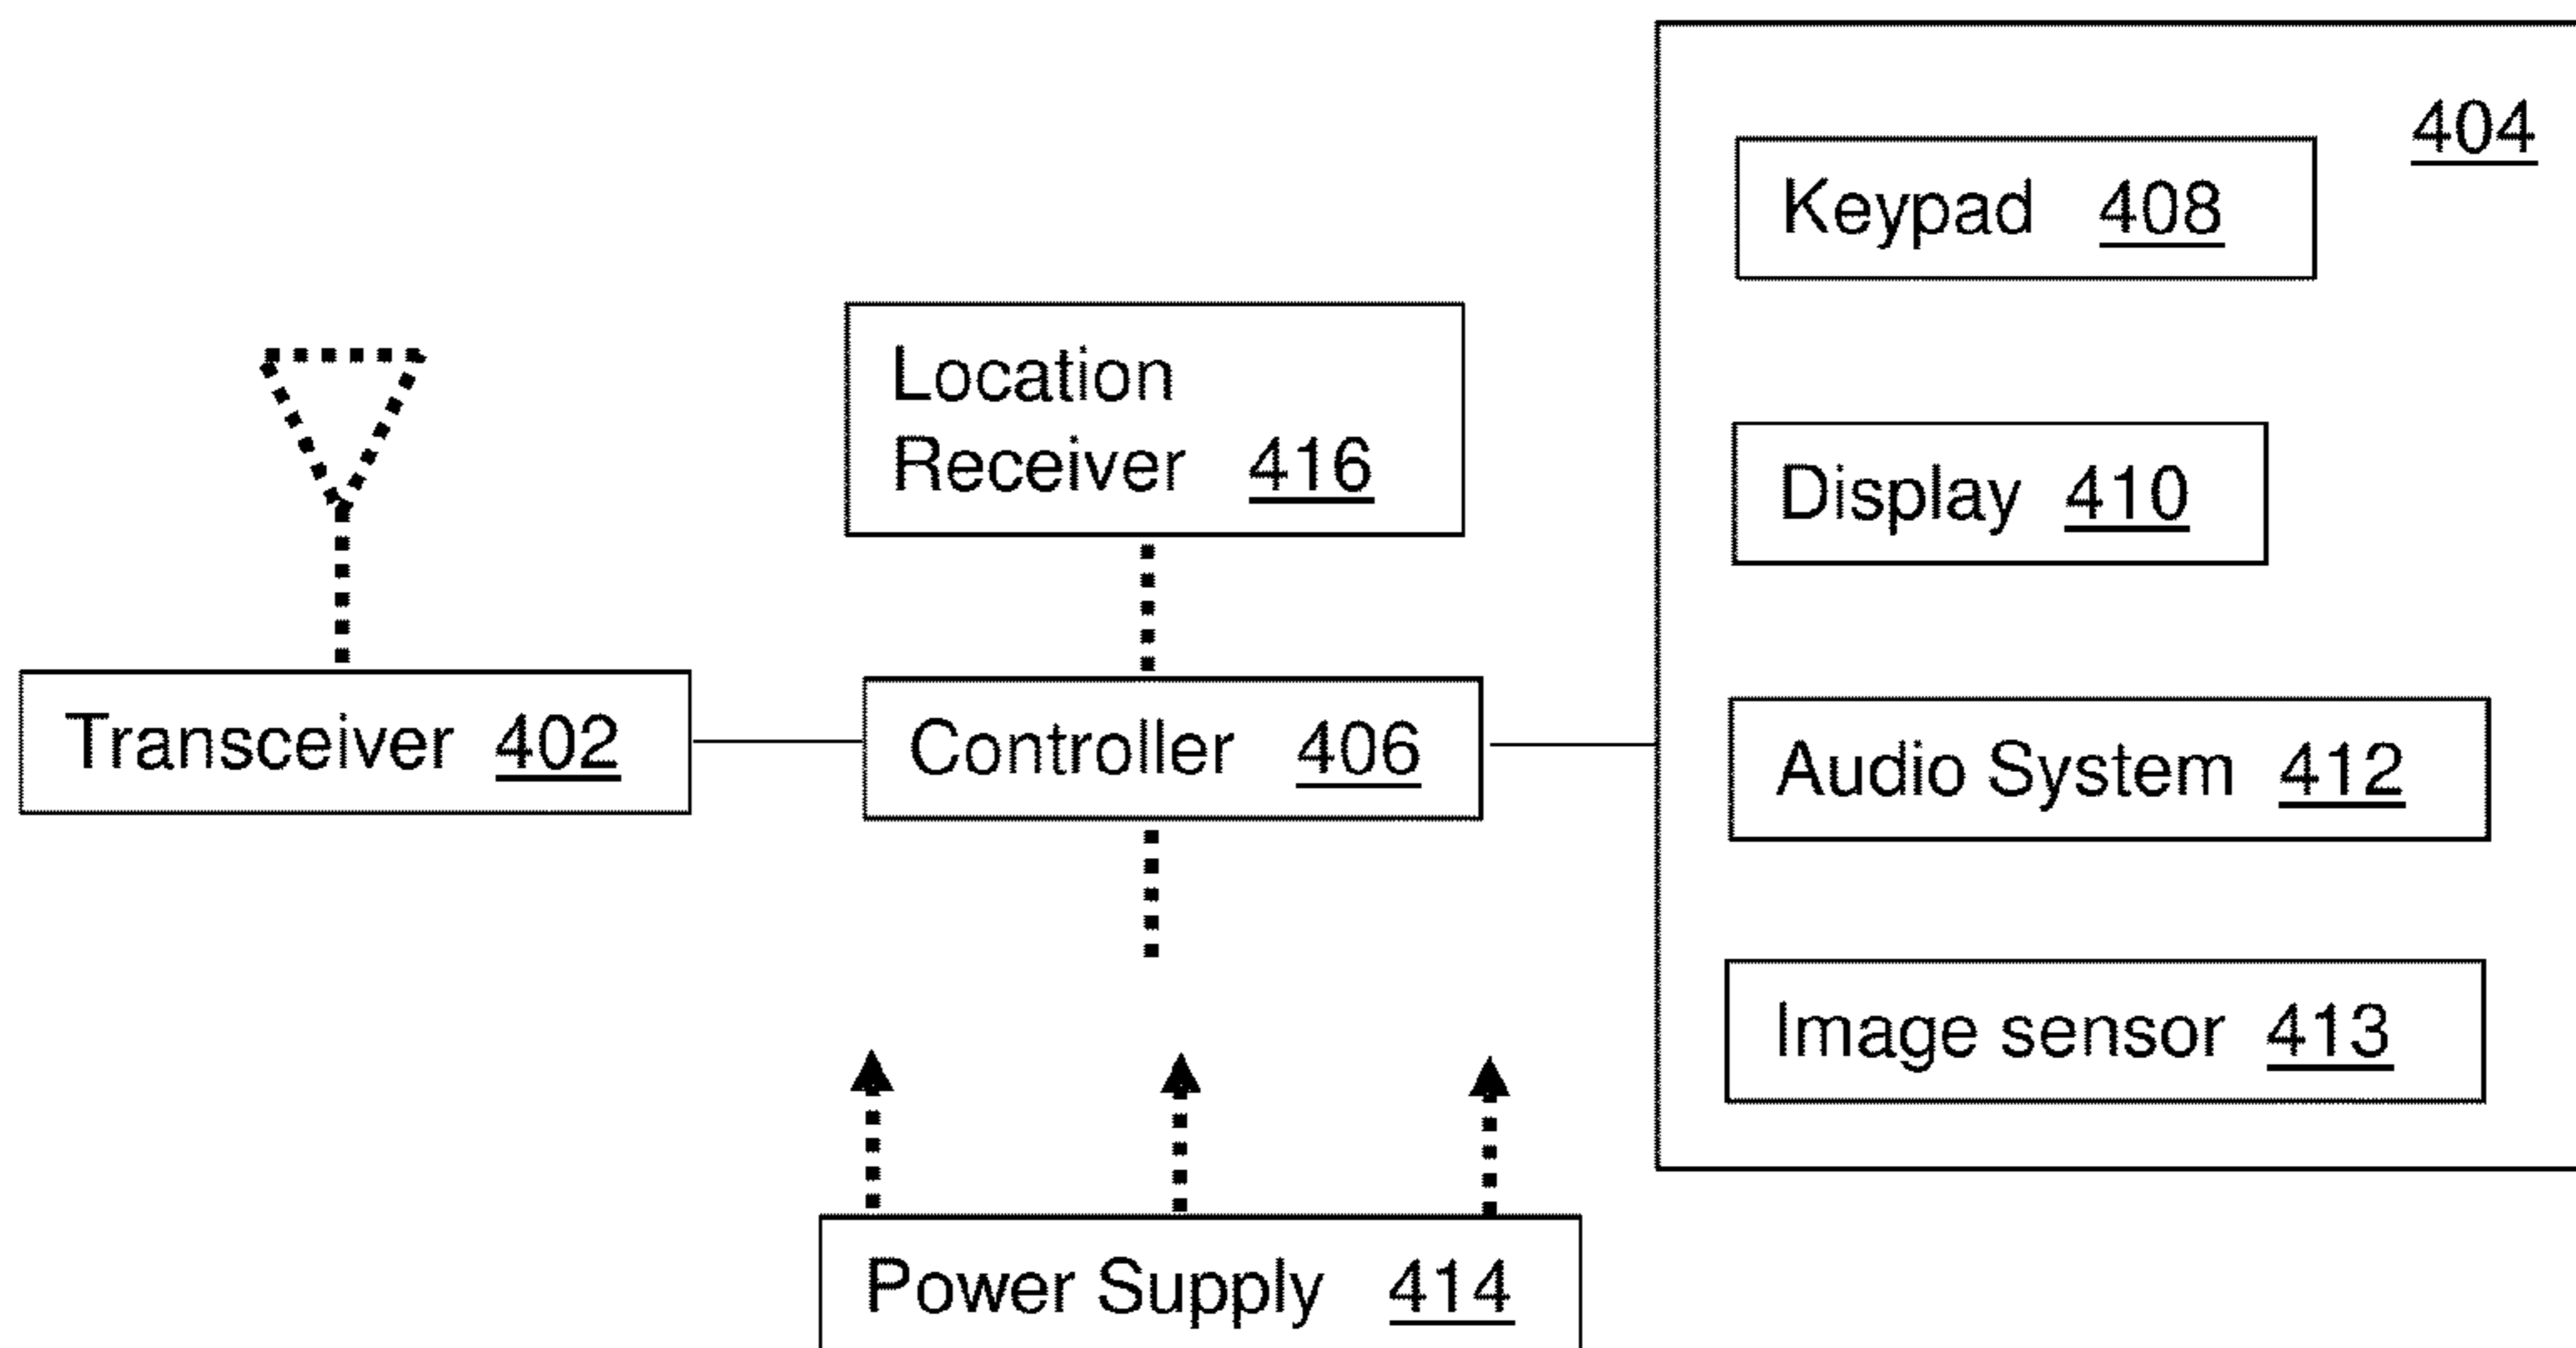 404
Keypad 408
Location
Receiver 416
Display 410
Transceiver 402
Controller 406
Audio System 412
Image sensor 413
Power Supply 414